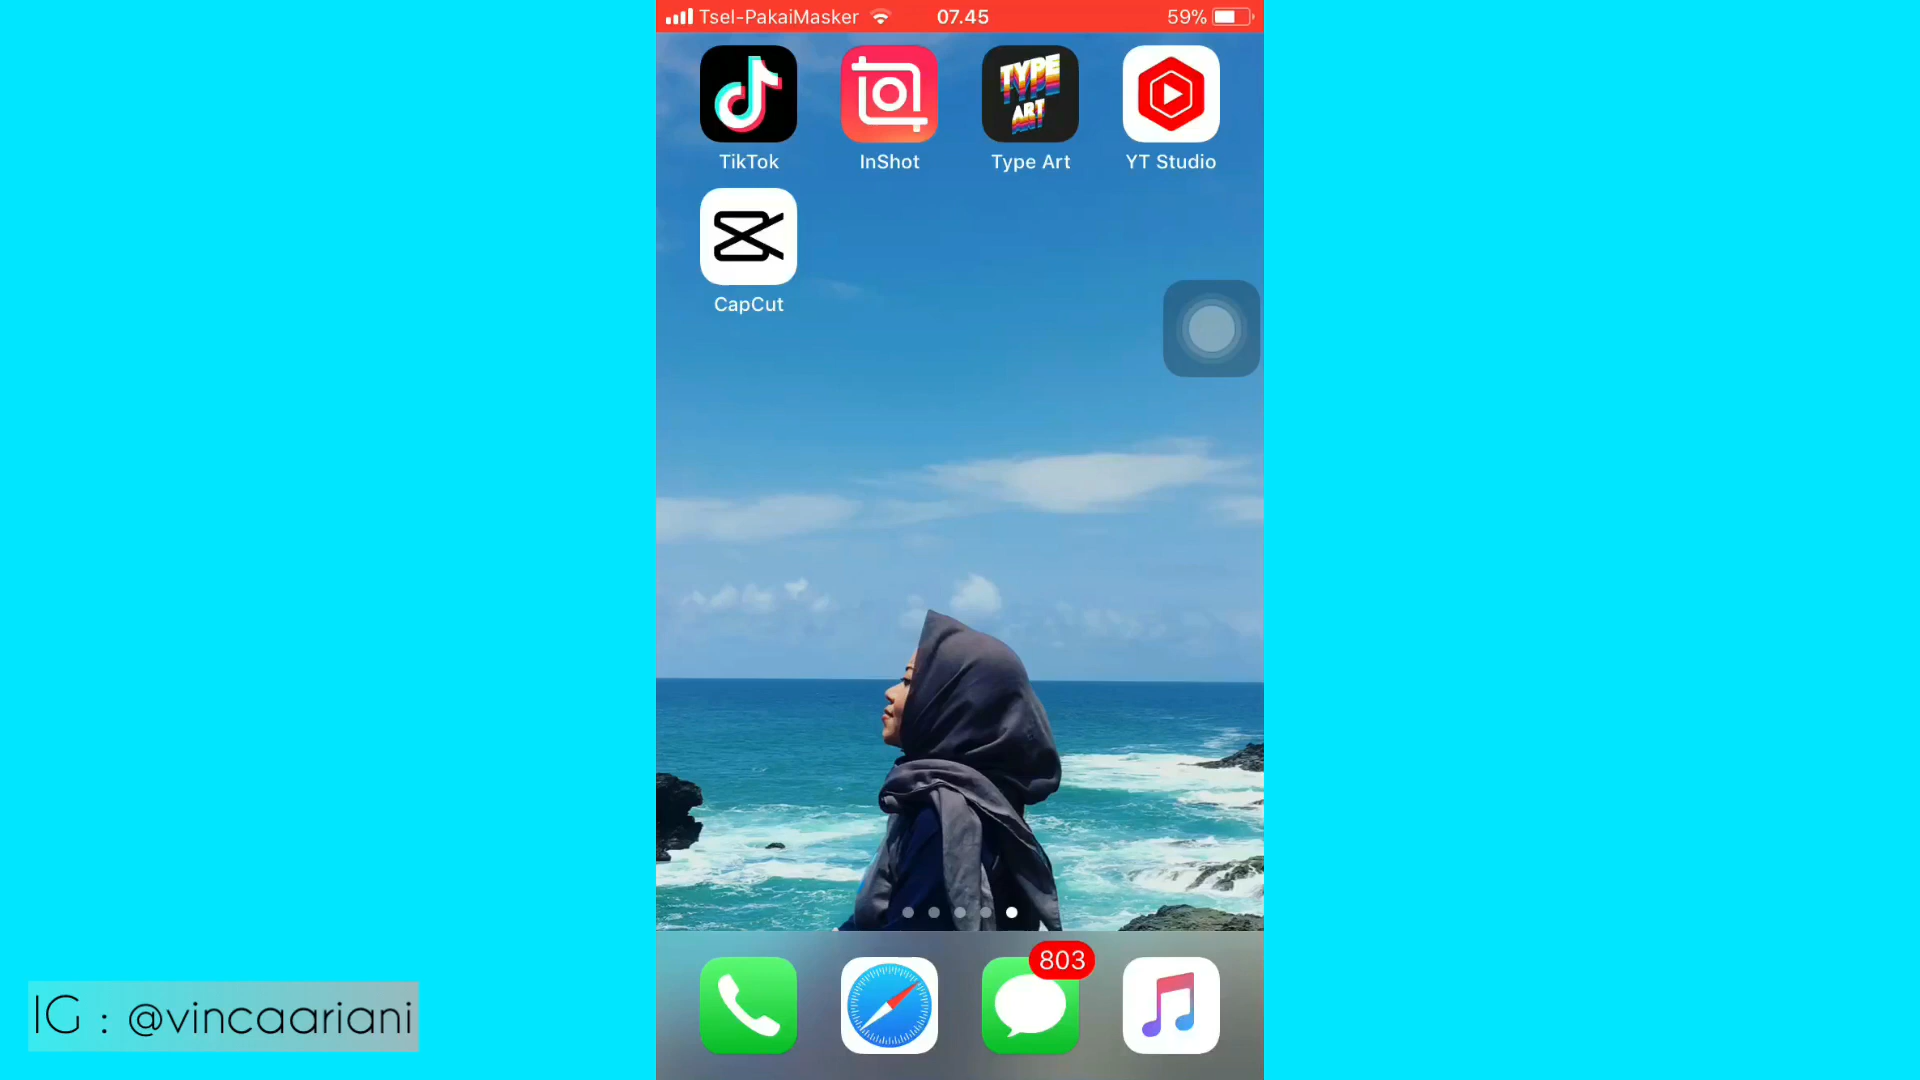 Tsel-PakaiMasker 07.45 59%
TYPE ART
TikTok InShot Type Art YT Studio
CapCut
803
IG : @vincaariani